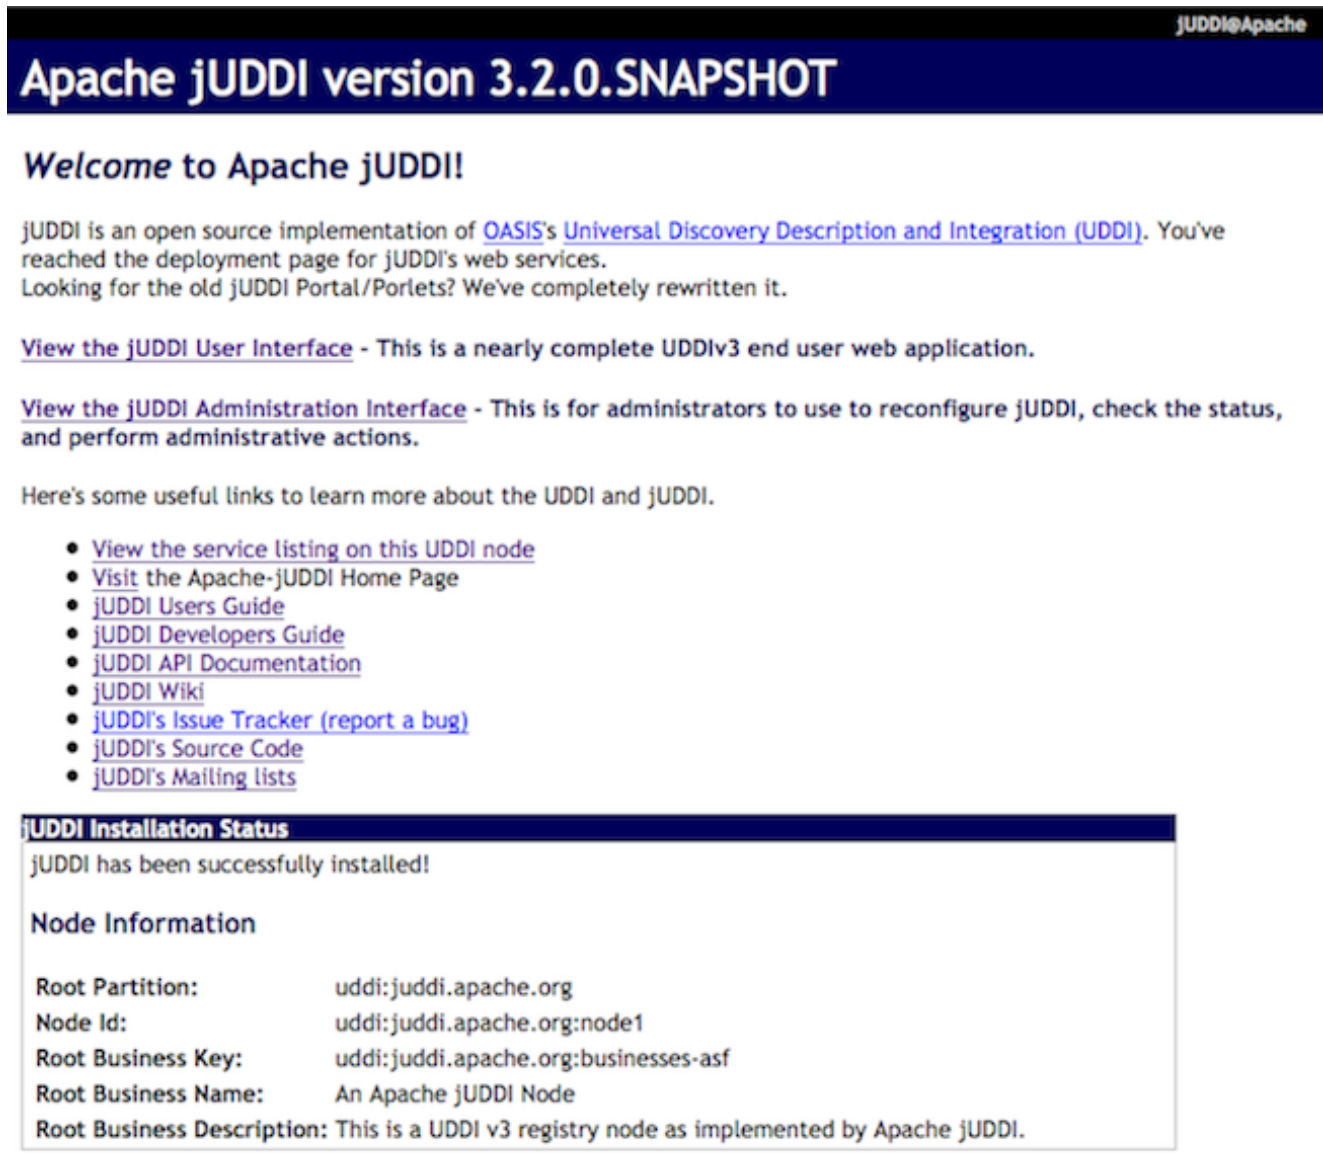 jUDDI@Apache
Apache jUDDI version 3.2.0.SNAPSHOT
Welcome to Apache jUDDI!
jUDDI is an open source implementation of OASIS's Universal Discovery Description and Integration (UDDI). You've
reached the deployment page for jUDDI's web services.
Looking for the old jUDDI Portal/Porlets? We've completely rewritten it.
View the jUDDI User Interface - This is a nearly complete UDDIv3 end user web application.
View the jUDDI Administration Interface - This is for administrators to use to reconfigure jUDDI, check the status,
and perform administrative actions.
Here's some useful links to learn more about the UDDI and jUDDI.
• View the service listing on this UDDI node
• Visit the Apache-jUDDI Home Page
• jUDDI Users Guide
• jUDDI Developers Guide
• jUDDI API Documentation
• jUDDI Wiki
• jUDDI's Issue Tracker (report a bug)
• jUDDI's Source Code
• jUDDI's Mailing lists
jUDDI Installation Status
jUDDI has been successfully installed!
Node Information
Root Partition: uddi:juddi.apache.org
Node Id: uddi:juddi.apache.org:node1
Root Business Key: uddi:juddi.apache.org:businesses-asf
Root Business Name: An Apache jUDDI Node
Root Business Description: This is a UDDI v3 registry node as implemented by Apache jUDDI.